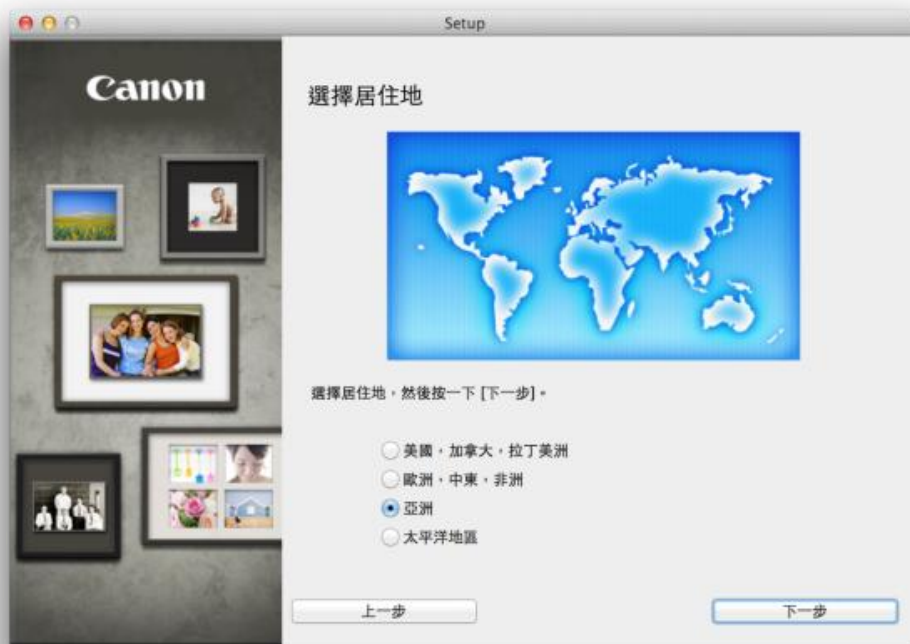 Setup
Canon
選擇居住地
選擇居住地，然後按一下 [下一步]。
美國，加拿大，拉丁美洲
歐洲，中東，非洲
亞洲
太平洋地區
上一步
下一步